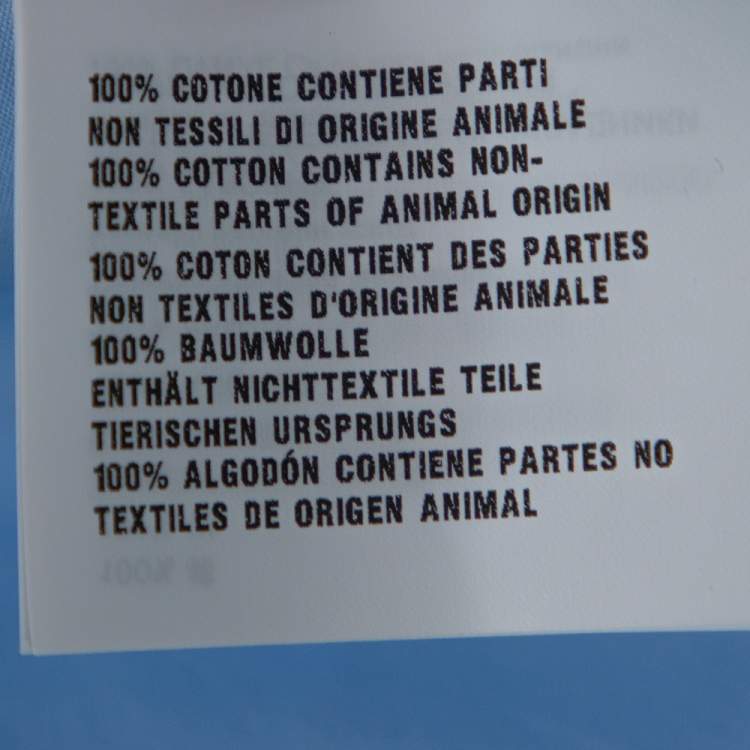 100% COTONE CONTIENE PARTI
NON TESSILI DI ORIGINE ANIMALE
100% COTTON CONTAINS NON-
TEXTILE PARTS OF ANIMAL ORIGIN
100% COTON CONTIENT DES PARTIES
NON TEXTILES D'ORIGINE ANIMALE
100% BAUMWOLLE
ENTHÄLT NICHTTEXTILE TEILE
TIERISCHEN URSPRUNGS
100% ALGODÓN CONTIENE PARTES NO
TEXTILES DE ORIGEN ANIMAL